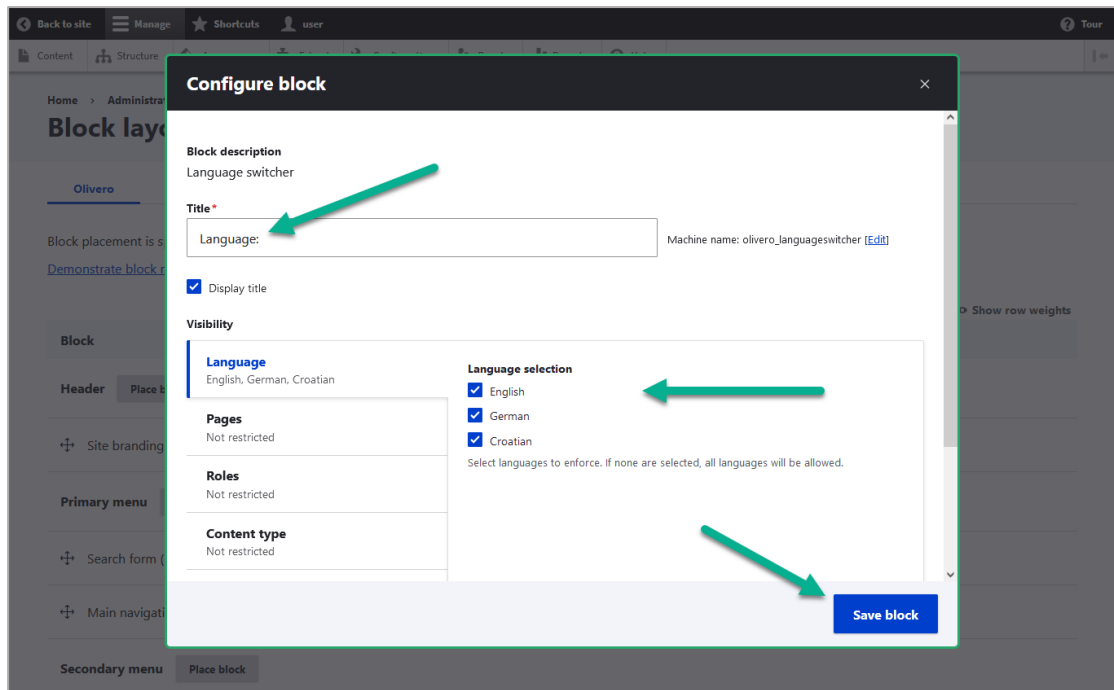 Back to site Manage Shortcuts user Tour
Content Structure
Home › Administra
Block layo
Olivero
Block placement is s
Demonstrate block r
Show row weights
Block
Header Place b
Site branding
Primary menu
Search form (
Main navigati
Secondary menu Place block
Configure block
Block description
Language switcher
Title*
Language:
Machine name: olivero_languageswitcher [Edit]
Display title
Visibility
Language
English, German, Croatian
Pages
Not restricted
Roles
Not restricted
Content type
Not restricted
Language selection
English
German
Croatian
Select languages to enforce. If none are selected, all languages will be allowed.
Save block